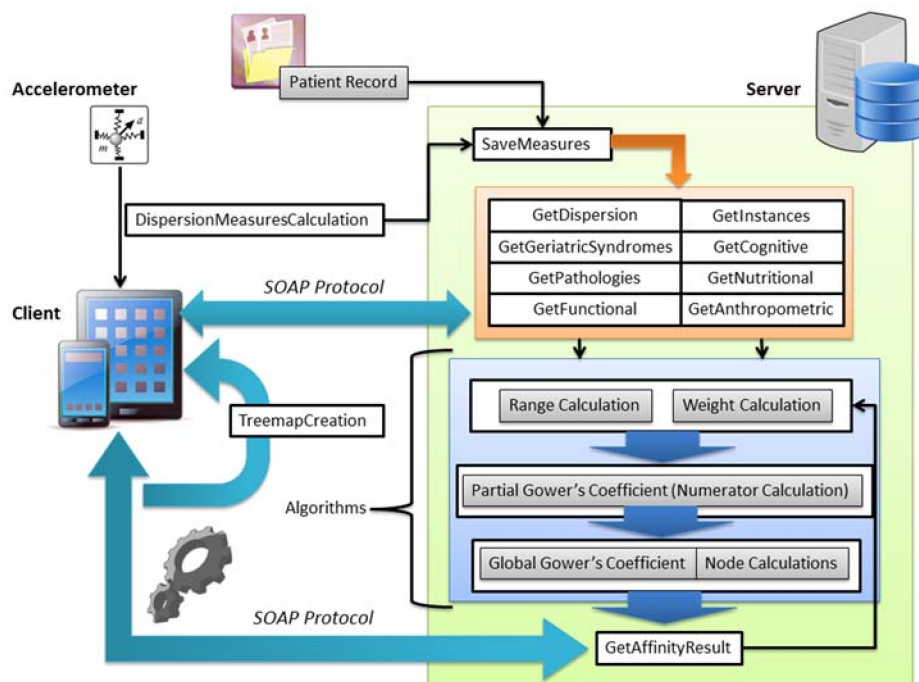 Patient Record
Accelerometer
Server
a
m
SaveMeasures
DispersionMeasuresCalculation
GetDispersion
GetInstances
GetGeriatricSyndromes
GetCognitive
GetPathologies
GetNutritional
GetFunctional
GetAnthropometric
SOAP Protocol
Client
Range Calculation
Weight Calculation
TreemapCreation
Partial Gower's Coefficient (Numerator Calculation)
Algorithms
Global Gower's Coefficient
Node Calculations
SOAP Protocol
GetAffinityResult